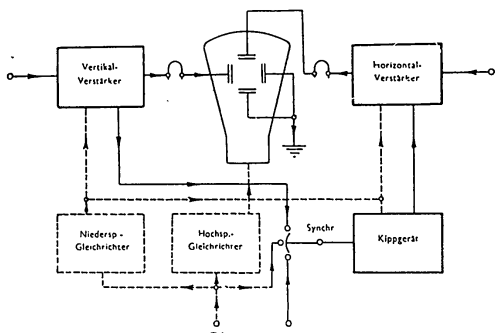 Vertikal-
Verstärker
Horizontal-
Verstärker
Niedersp-
Gleichrichter
Hochsp.-
Gleichrichter
Synchr
Kippgerät